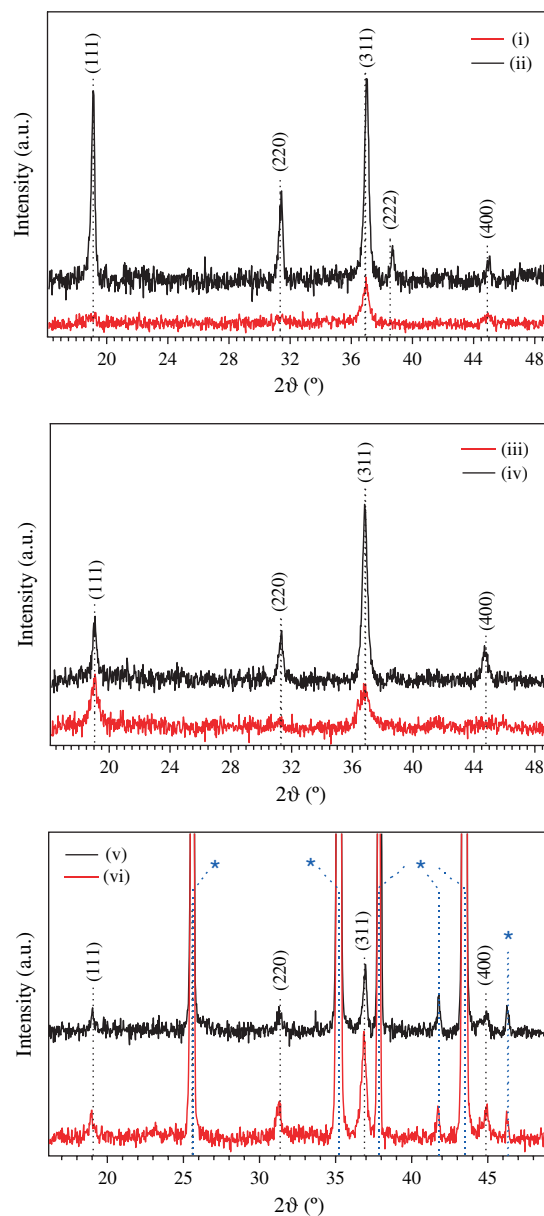 (111)
(220)
(311)
(222)
(400)
(i)
(ii)
Intensity (a.u.)
20 24 28 32 36 40 44 48
2ϑ (º)
(111)
(220)
(311)
(400)
(iii)
(iv)
Intensity (a.u.)
20 24 28 32 36 40 44 48
2ϑ (º)
(v)
(vi)
* * * *
(111)
(220)
(311)
(400)
Intensity (a.u.)
20 25 30 35 40 45
2ϑ (º)